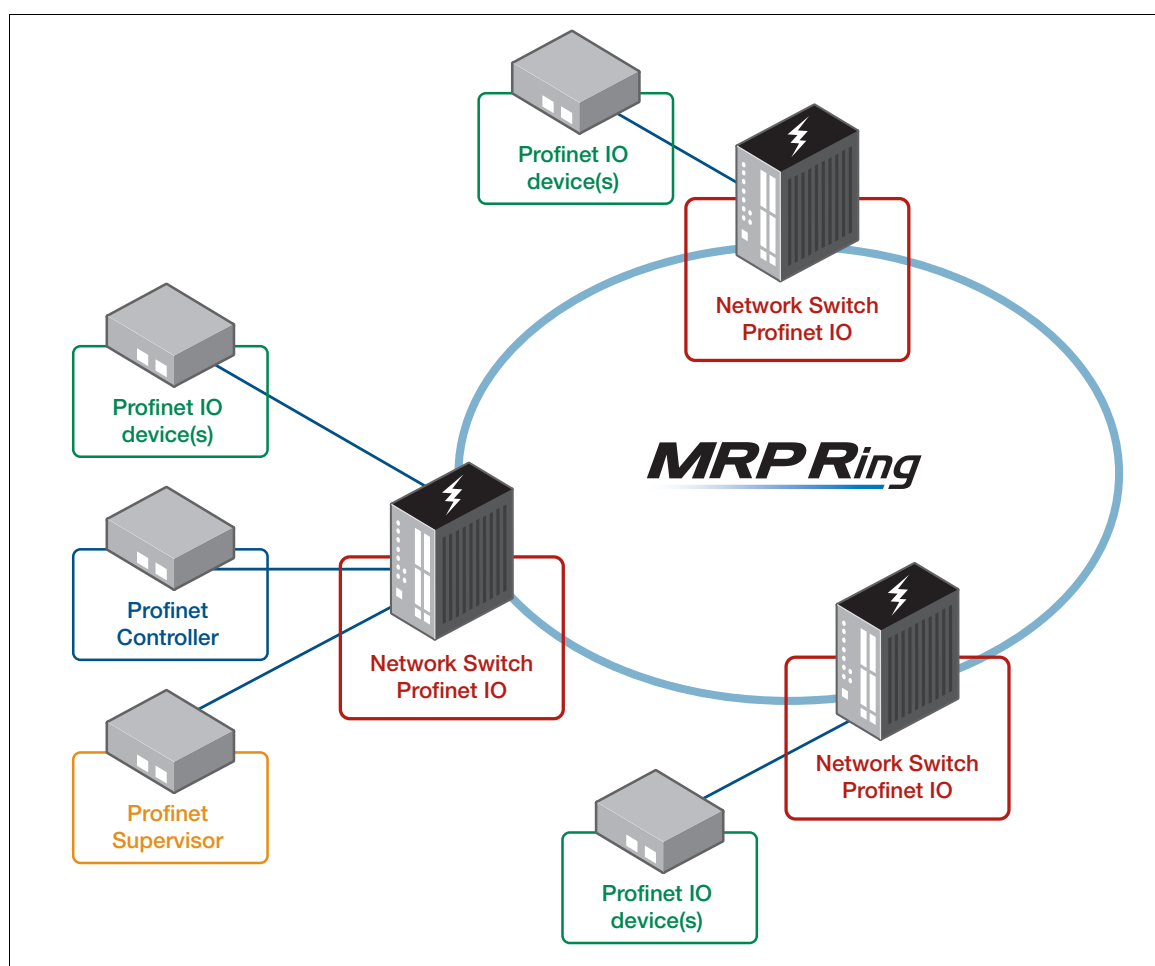 Profinet IO
device(s)
Network Switch
Profinet IO
Profinet IO
device(s)
MRP Ring
Profinet
Controller
Network Switch
Profinet IO
Profinet
Supervisor
Network Switch
Profinet IO
Profinet IO
device(s)